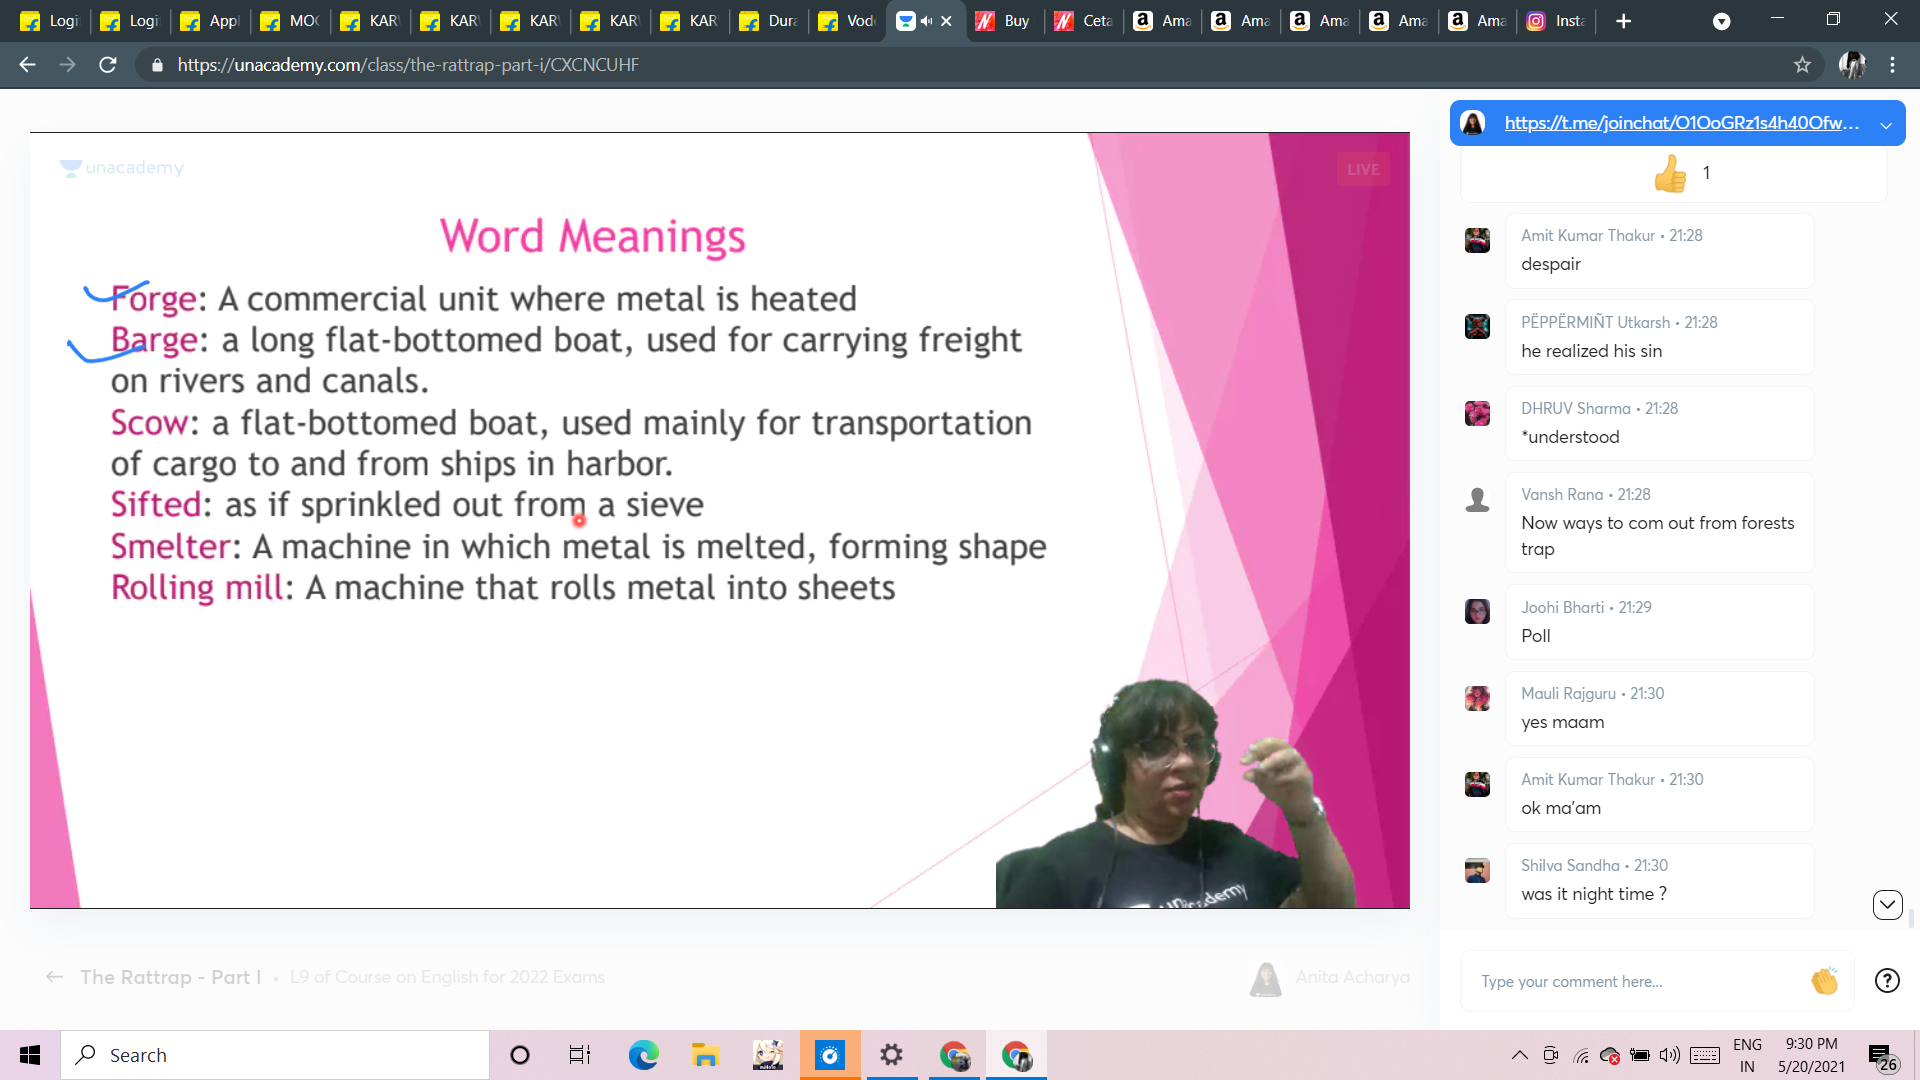 Logi
Logi
Appl
MOC
KAR
KAR
KAR
KAR
KAR
Dura
Vod
Buy
Ceta
Ama
Ama
Ama
Ama
Ama
Insta
https://unacademy.com/class/the-rattrap-part-i/CXCNCUHF
unacademy
LIVE
Word Meanings
Forge: A commercial unit where metal is heated
Barge: a long flat-bottomed boat, used for carrying freight
on rivers and canals.
Scow: a flat-bottomed boat, used mainly for transportation
of cargo to and from ships in harbor.
Sifted: as if sprinkled out from a sieve
Smelter: A machine in which metal is melted, forming shape
Rolling mill: A machine that rolls metal into sheets
unacademy
The Rattrap - Part I • L9 of Course on English for 2022 Exams
Anita Acharya
https://t.me/joinchat/O1OoGRz1s4h40Ofw...
1
Amit Kumar Thakur • 21:28
despair
PËPPËRMIÑT Utkarsh • 21:28
he realized his sin
DHRUV Sharma • 21:28
*understood
Vansh Rana • 21:28
Now ways to com out from forests
trap
Joohi Bharti • 21:29
Poll
Mauli Rajguru • 21:30
yes maam
Amit Kumar Thakur • 21:30
ok ma'am
Shilva Sandha • 21:30
was it night time ?
Type your comment here...
Search
ENG
IN
9:30 PM
5/20/2021
26